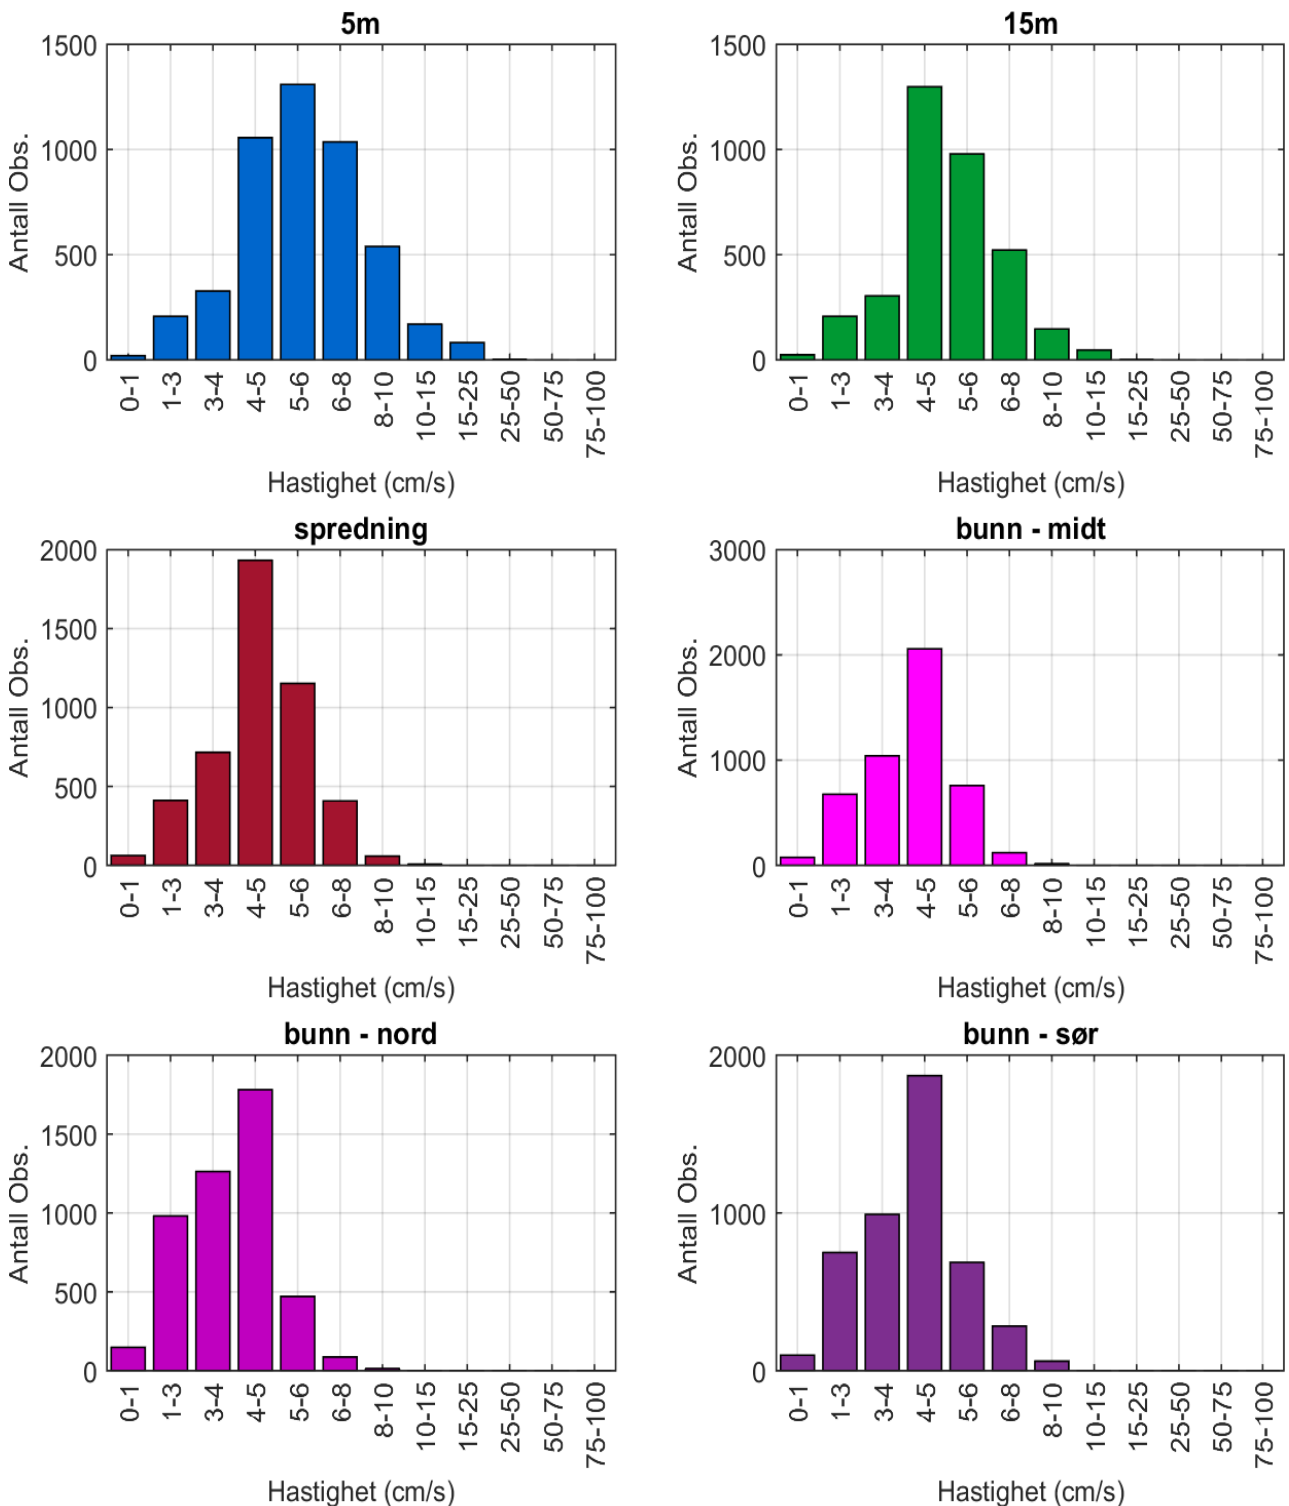 5m
1500
1000
500
0
Antall Obs.
0-1 1-3 3-4 4-5 5-6 6-8 8-10 10-15 15-25 25-50 50-75 75-100
Hastighet (cm/s)
15m
1500
1000
500
0
Antall Obs.
0-1 1-3 3-4 4-5 5-6 6-8 8-10 10-15 15-25 25-50 50-75 75-100
Hastighet (cm/s)
spredning
2000
1500
1000
500
0
Antall Obs.
0-1 1-3 3-4 4-5 5-6 6-8 8-10 10-15 15-25 25-50 50-75 75-100
Hastighet (cm/s)
bunn - midt
3000
2000
1000
0
Antall Obs.
0-1 1-3 3-4 4-5 5-6 6-8 8-10 10-15 15-25 25-50 50-75 75-100
Hastighet (cm/s)
bunn - nord
2000
1500
1000
500
0
Antall Obs.
0-1 1-3 3-4 4-5 5-6 6-8 8-10 10-15 15-25 25-50 50-75 75-100
Hastighet (cm/s)
bunn - sør
2000
1000
0
Antall Obs.
0-1 1-3 3-4 4-5 5-6 6-8 8-10 10-15 15-25 25-50 50-75 75-100
Hastighet (cm/s)